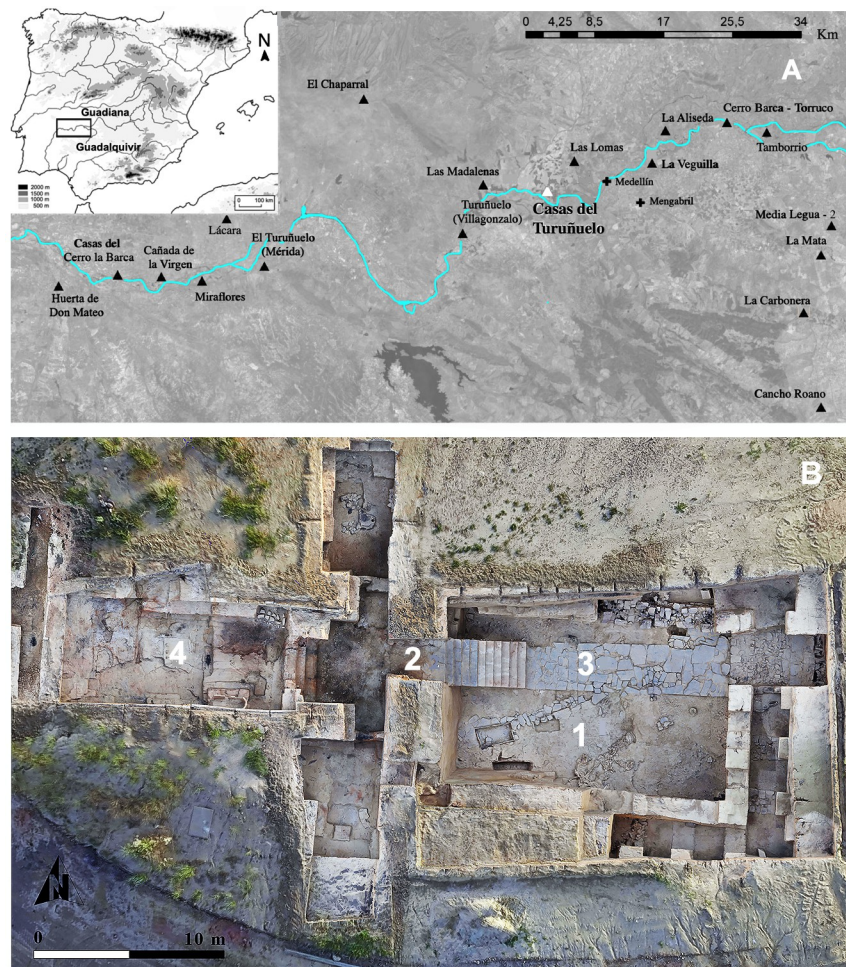 N
Guadiana
Guadalquivir
2000 m
1500 m
1000 m
500 m
0 100 km
0 4,25 8,5 17 25,5 34
Km
A
El Chaparral
Cerro Barca - Torruco
La Aliseda
Tamborrio
Las Lomas
La Veguilla
Las Madalenas
Medellín
Mengabril
Turuñuelo
(Villagonzalo)
Casas del
Turuñuelo
Media Legua - 2
La Mata
Lácara
El Turuñuelo
(Mérida)
Casas del
Cerro la Barca
Cañada de
la Virgen
Miraflores
Huerta de
Don Mateo
La Carbonera
Cancho Roano
B
4
2
3
1
N
0 10 m